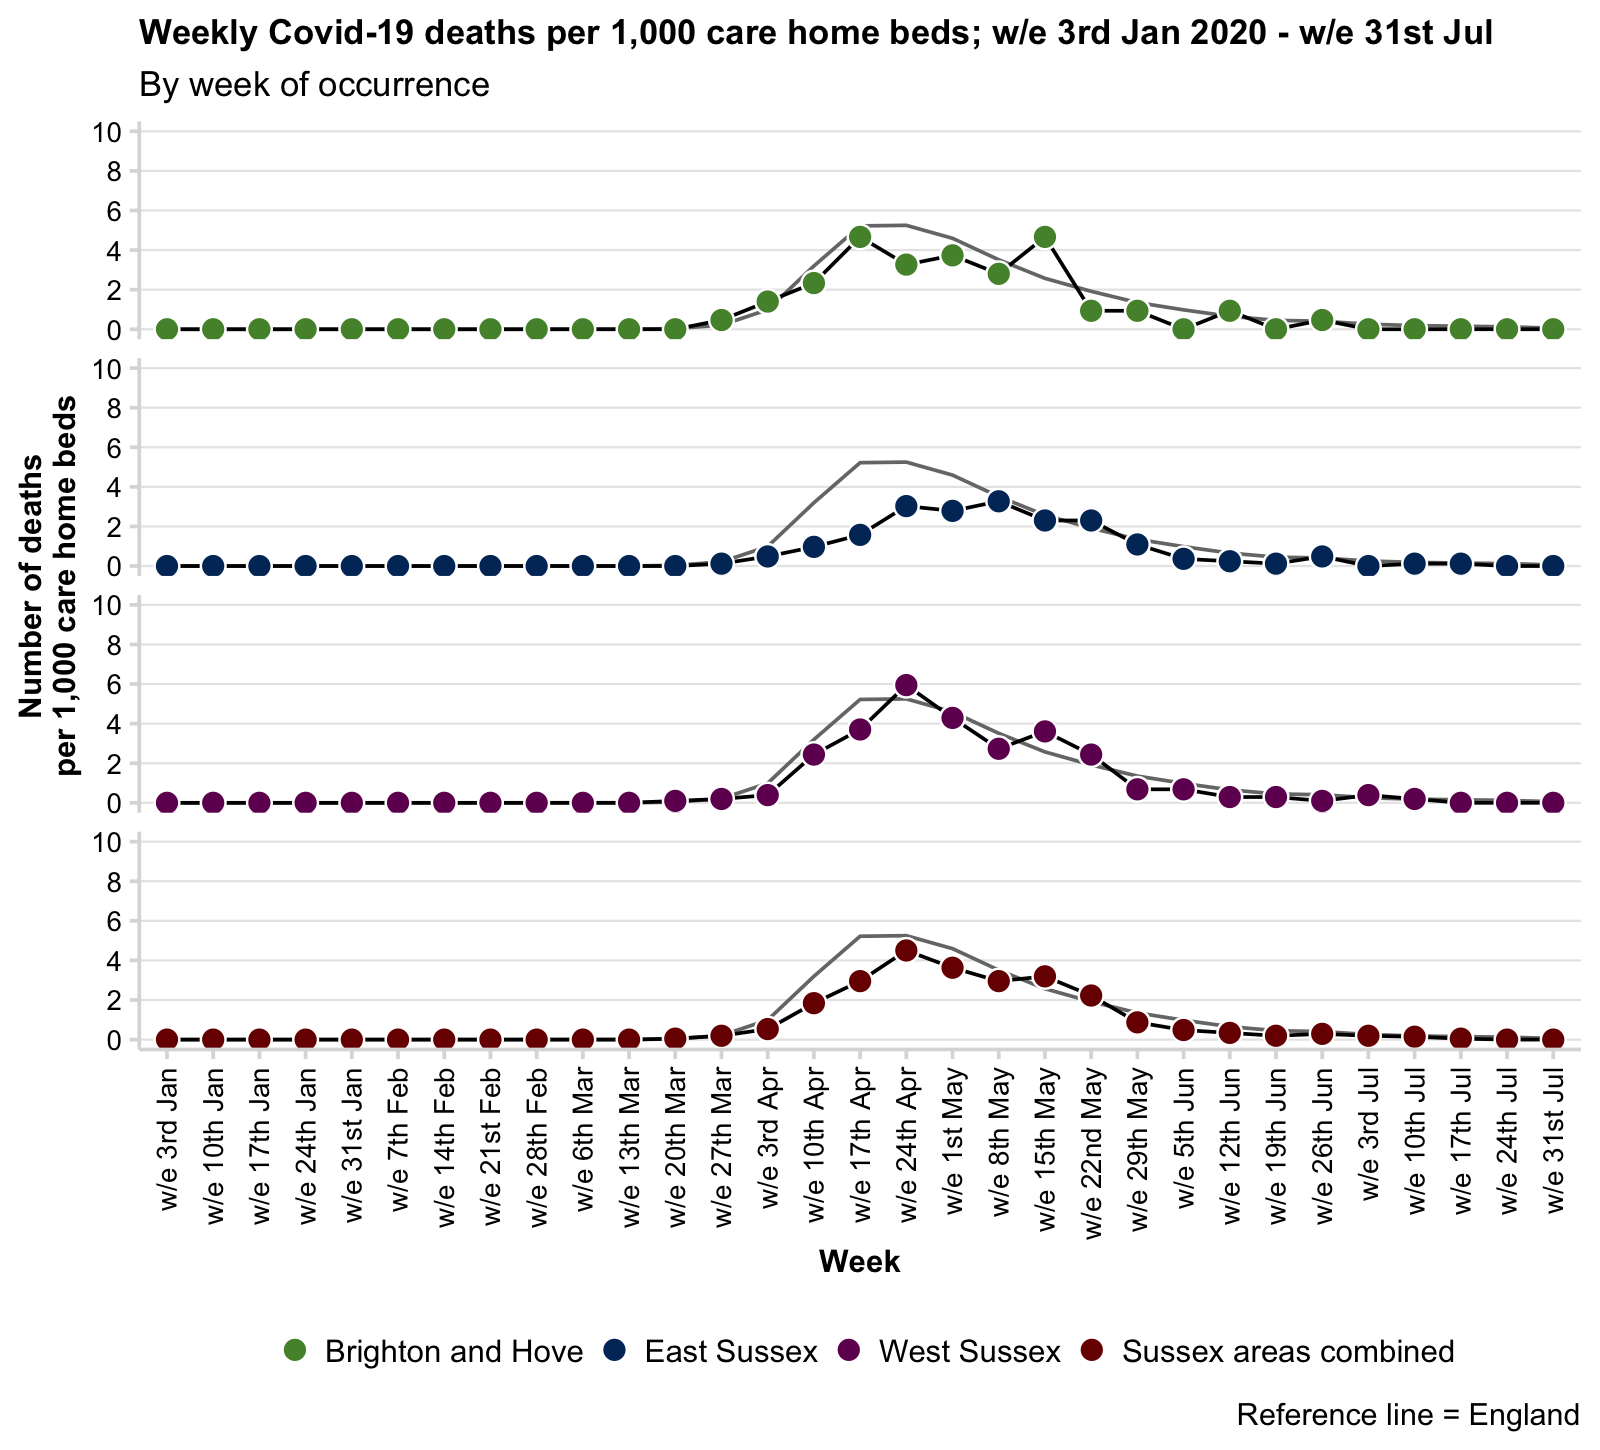 Weekly Covid-19 deaths per 1,000 care home beds; w/e 3rd Jan 2020 - w/e 31st Jul
By week of occurrence
Number of deaths
per 1,000 care home beds
10
8
6
4
2
0
10
8
6
4
2
0
10
8
6
4
2
0
10
8
6
4
2
0
w/e 3rd Jan
w/e 10th Jan
w/e 17th Jan
w/e 24th Jan
w/e 31st Jan
w/e 7th Feb
w/e 14th Feb
w/e 21st Feb
w/e 28th Feb
w/e 6th Mar
w/e 13th Mar
w/e 20th Mar
w/e 27th Mar
w/e 3rd Apr
w/e 10th Apr
w/e 17th Apr
w/e 24th Apr
w/e 1st May
w/e 8th May
w/e 15th May
w/e 22nd May
w/e 29th May
w/e 5th Jun
w/e 12th Jun
w/e 19th Jun
w/e 26th Jun
w/e 3rd Jul
w/e 10th Jul
w/e 17th Jul
w/e 24th Jul
w/e 31st Jul
Week
Brighton and Hove
East Sussex
West Sussex
Sussex areas combined
Reference line = England